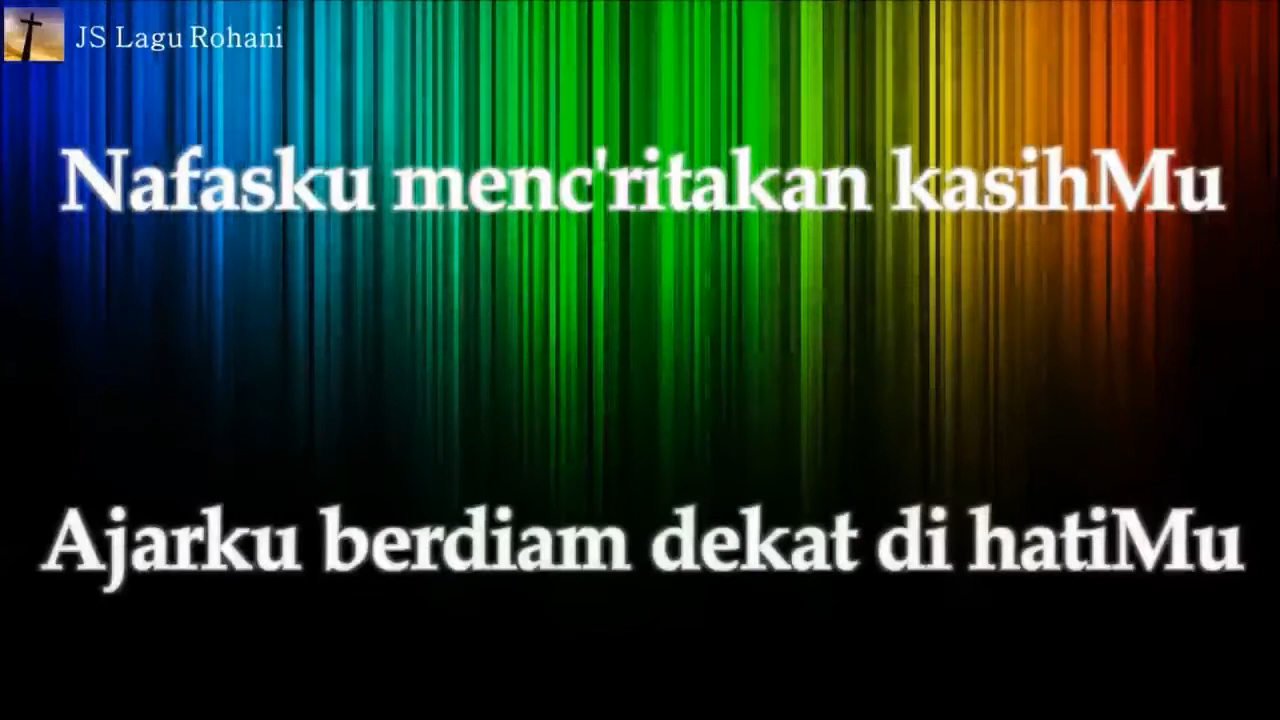 JS Lagu Rohani
Nafasku menc'ritakan kasihMu
Ajarku berdiam dekat di hatiMu